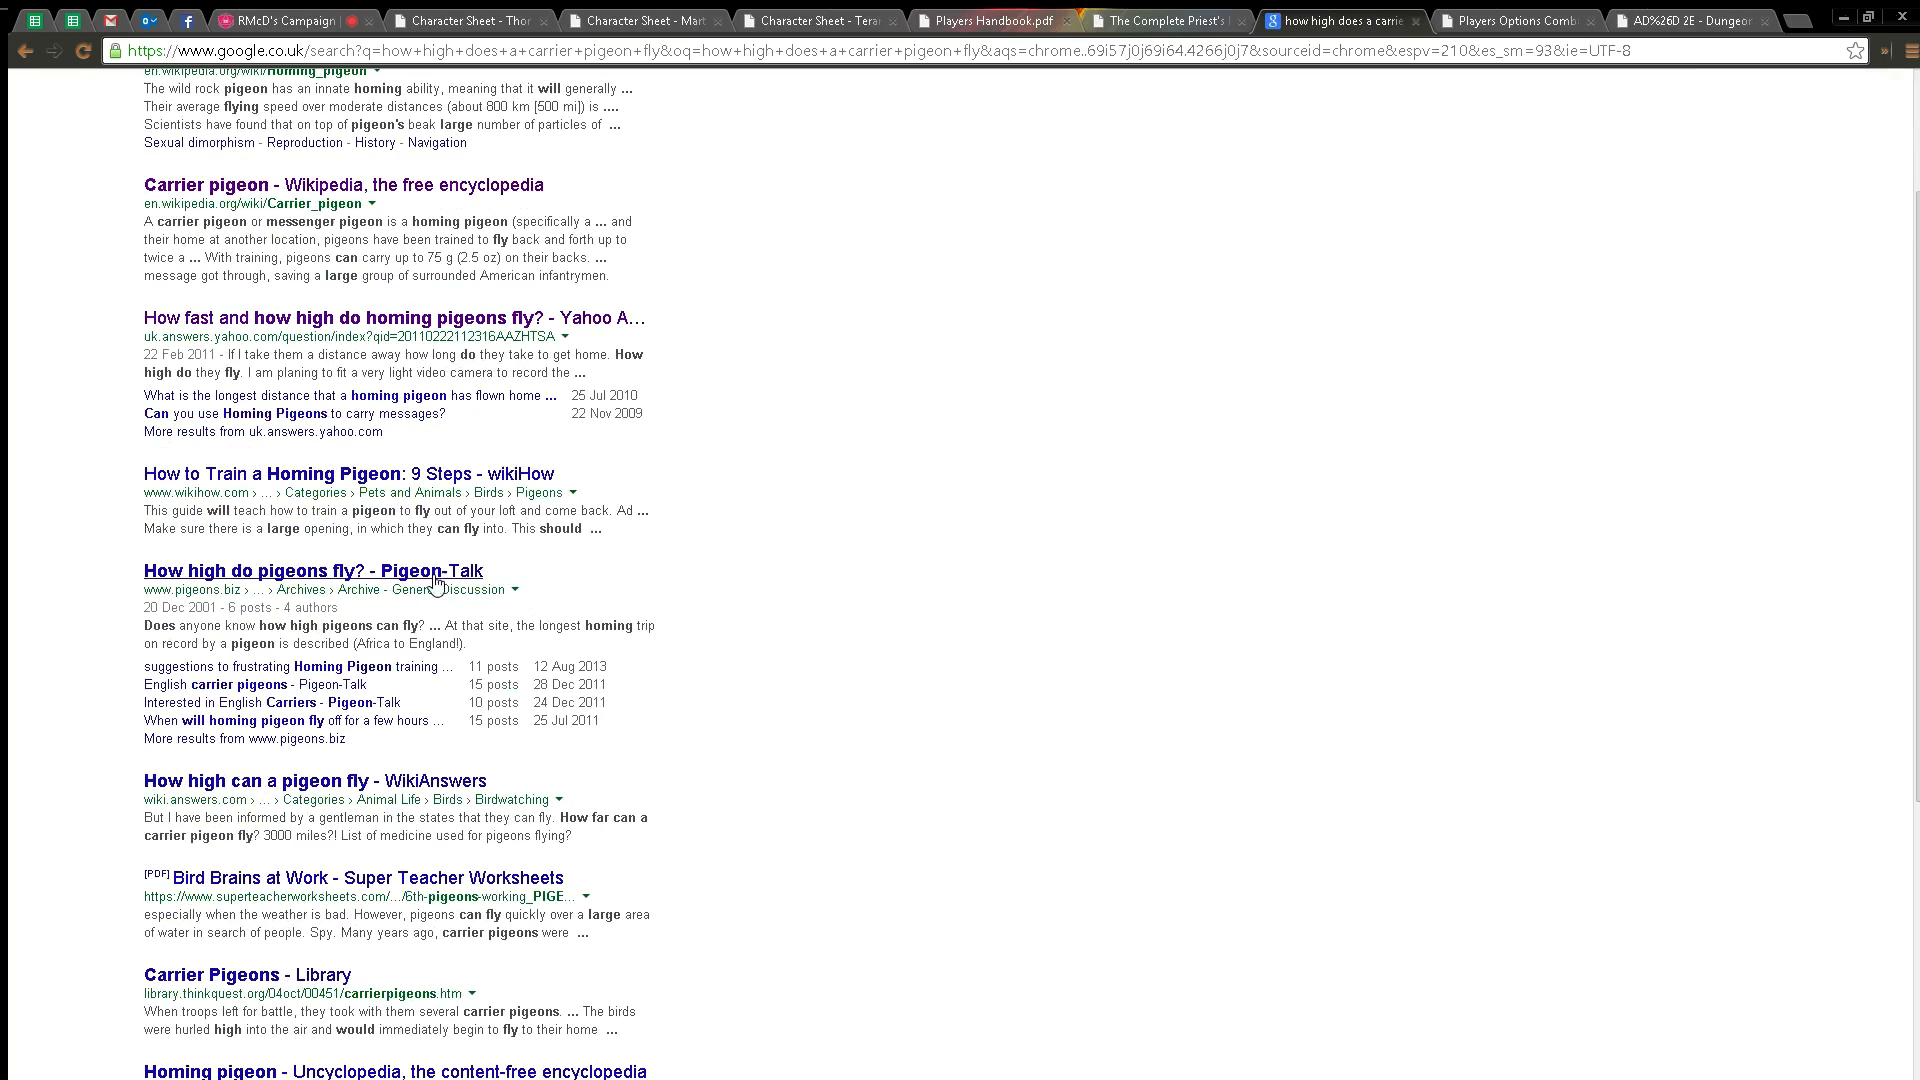 RMcD's Campaign
Character Sheet - Thor
Character Sheet - Mart
Character Sheet - Tera
Players Handbook.pdf
The Complete Priest's
how high does a carrie
Players Options Comb
AD%26D 2E - Dungeo
https://www.google.co.uk/search?q=how+high+does+a+carrier+pigeon+fly&oq=how+high+does+a+carrier+pigeon+fly&aqs=chrome..69i57j0j69i64.4266j0j7&sourceid=chrome&espv=210&es_sm=93&ie=UTF-8
en.wikipedia.org/wiki/Homing_pigeon
The wild rock pigeon has an innate homing ability, meaning that it will generally ...
Their average flying speed over moderate distances (about 800 km [500 mi]) is ....
Scientists have found that on top of pigeon's beak large number of particles of ...
Sexual dimorphism - Reproduction - History - Navigation
Carrier pigeon - Wikipedia, the free encyclopedia
en.wikipedia.org/wiki/Carrier_pigeon
A carrier pigeon or messenger pigeon is a homing pigeon (specifically a ... and
their home at another location, pigeons have been trained to fly back and forth up to
twice a ... With training, pigeons can carry up to 75 g (2.5 oz) on their backs. ...
message got through, saving a large group of surrounded American infantrymen.
How fast and how high do homing pigeons fly? - Yahoo A...
uk.answers.yahoo.com/question/index?qid=20110222112316AAZHTSA
22 Feb 2011 - If I take them a distance away how long do they take to get home. How
high do they fly. I am planing to fit a very light video camera to record the ...
What is the longest distance that a homing pigeon has flown home ... 25 Jul 2010
Can you use Homing Pigeons to carry messages? 22 Nov 2009
More results from uk.answers.yahoo.com
How to Train a Homing Pigeon: 9 Steps - wikiHow
www.wikihow.com › ... › Categories › Pets and Animals › Birds › Pigeons
This guide will teach how to train a pigeon to fly out of your loft and come back. Ad ...
Make sure there is a large opening, in which they can fly into. This should ...
How high do pigeons fly? - Pigeon-Talk
www.pigeons.biz › ... › Archives › Archive - General Discussion
20 Dec 2001 - 6 posts - 4 authors
Does anyone know how high pigeons can fly? ... At that site, the longest homing trip
on record by a pigeon is described (Africa to England!).
suggestions to frustrating Homing Pigeon training ... 11 posts 12 Aug 2013
English carrier pigeons - Pigeon-Talk 15 posts 28 Dec 2011
Interested in English Carriers - Pigeon-Talk 10 posts 24 Dec 2011
When will homing pigeon fly off for a few hours ... 15 posts 25 Jul 2011
More results from www.pigeons.biz
How high can a pigeon fly - WikiAnswers
wiki.answers.com › ... › Categories › Animal Life › Birds › Birdwatching
But I have been informed by a gentleman in the states that they can fly. How far can a
carrier pigeon fly? 3000 miles?! List of medicine used for pigeons flying?
[PDF] Bird Brains at Work - Super Teacher Worksheets
https://www.superteacherworksheets.com/.../6th-pigeons-working_PIGE...
especially when the weather is bad. However, pigeons can fly quickly over a large area
of water in search of people. Spy. Many years ago, carrier pigeons were ...
Carrier Pigeons - Library
library.thinkquest.org/04oct/00451/carrierpigeons.htm
When troops left for battle, they took with them several carrier pigeons. ... The birds
were hurled high into the air and would immediately begin to fly to their home ...
Homing pigeon - Uncyclopedia, the content-free encyclopedia